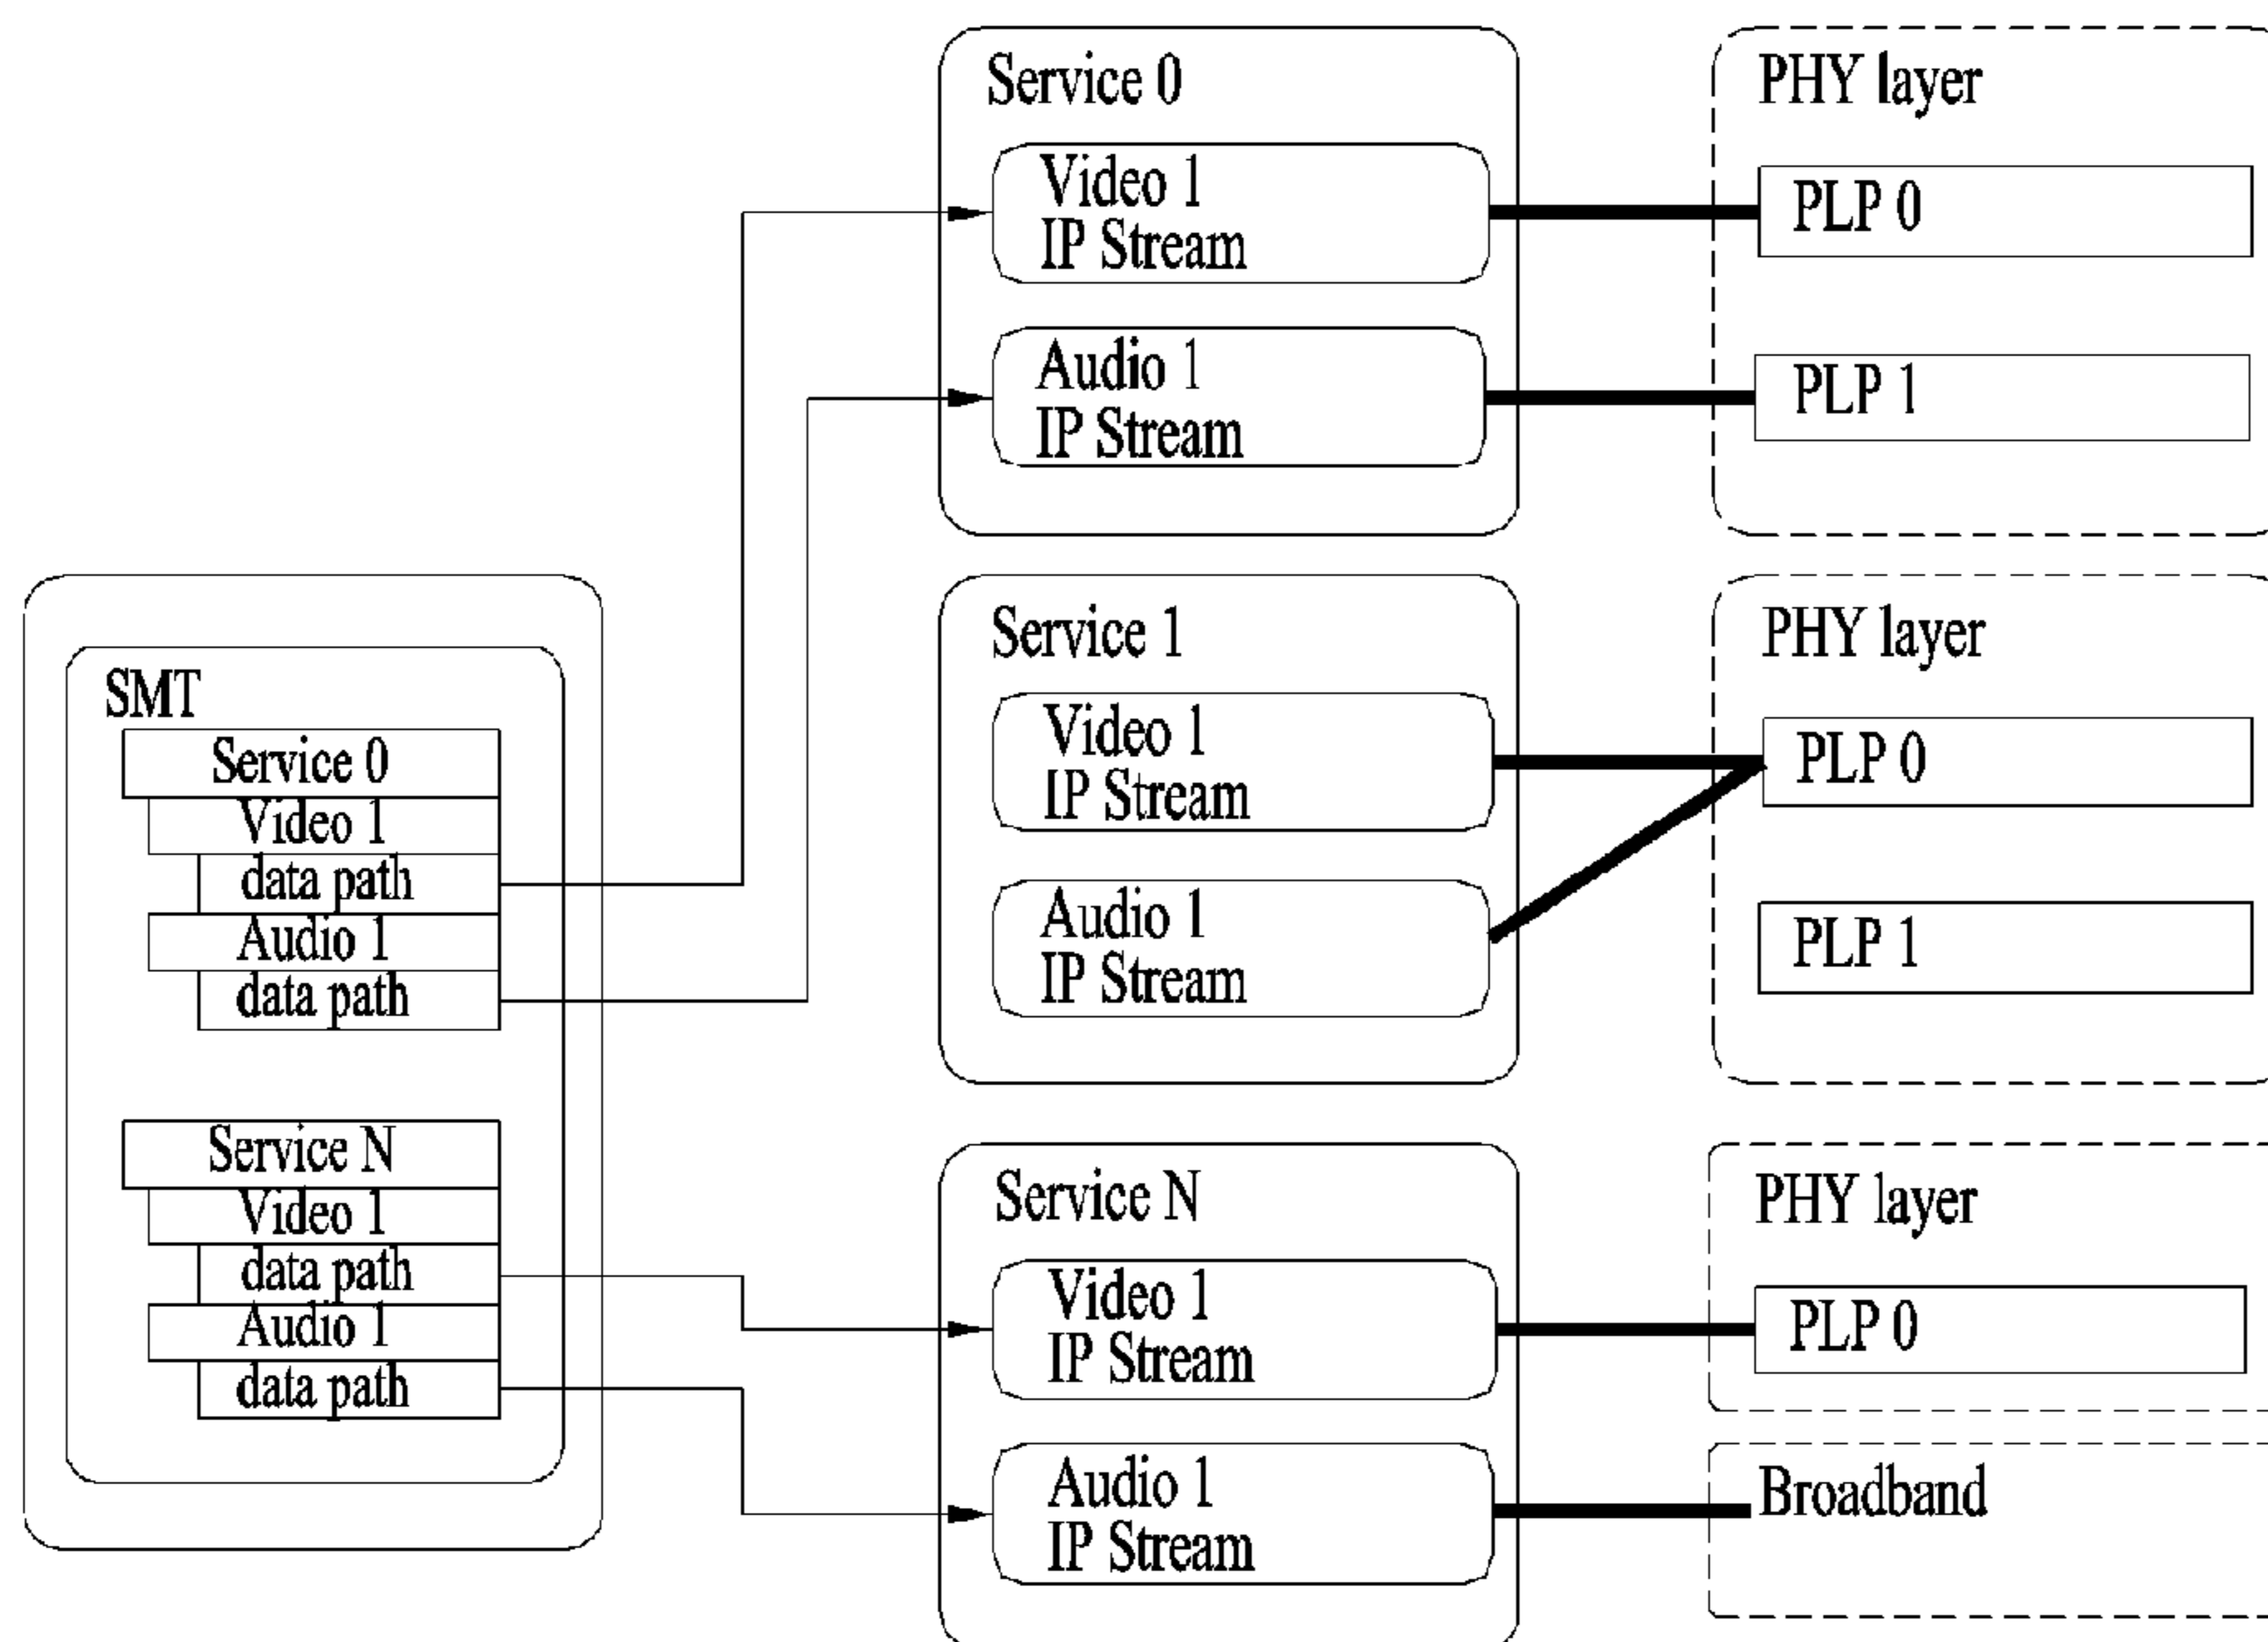 SMT
Service 0
Video 1
data path
Audio 1
data path
Service N
Video 1
data path
Audio 1
data path
Service 0
Video 1
IP Stream
Audio 1
IP Stream
PHY layer
PLP 0
PLP 1
Service 1
Video 1
IP Stream
Audio 1
IP Stream
PHY layer
PLP 0
PLP 1
Service N
Video 1
IP Stream
Audio 1
IP Stream
PHY layer
PLP 0
Broadband